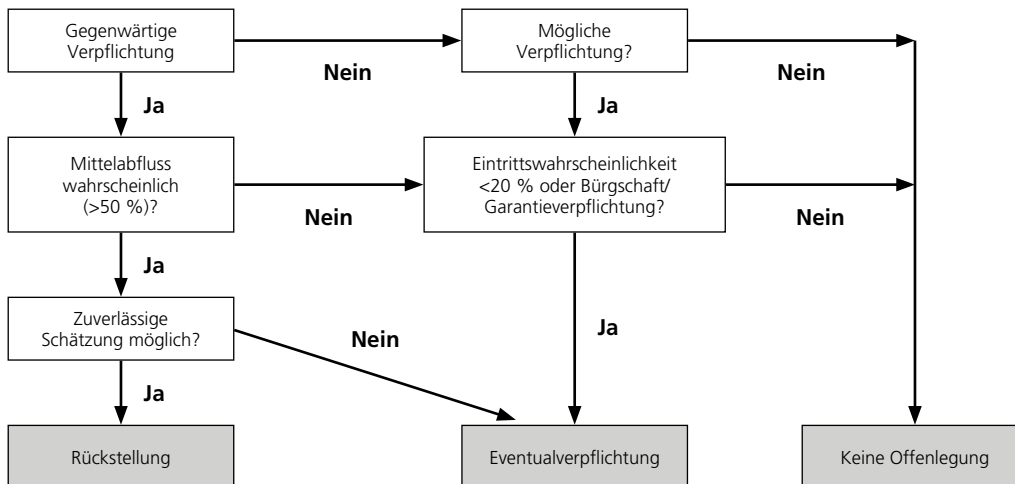 Gegenwärtige
Verpflichtung
Nein
Mögliche
Verpflichtung?
Nein
Ja
Ja
Mittelabfluss
wahrscheinlich
(>50 %)?
Nein
Eintrittswahrscheinlichkeit
<20 % oder Bürgschaft/
Garantieverpflichtung?
Nein
Ja
Zuverlässige
Schätzung möglich?
Nein
Ja
Ja
Rückstellung
Eventualverpflichtung
Keine Offenlegung